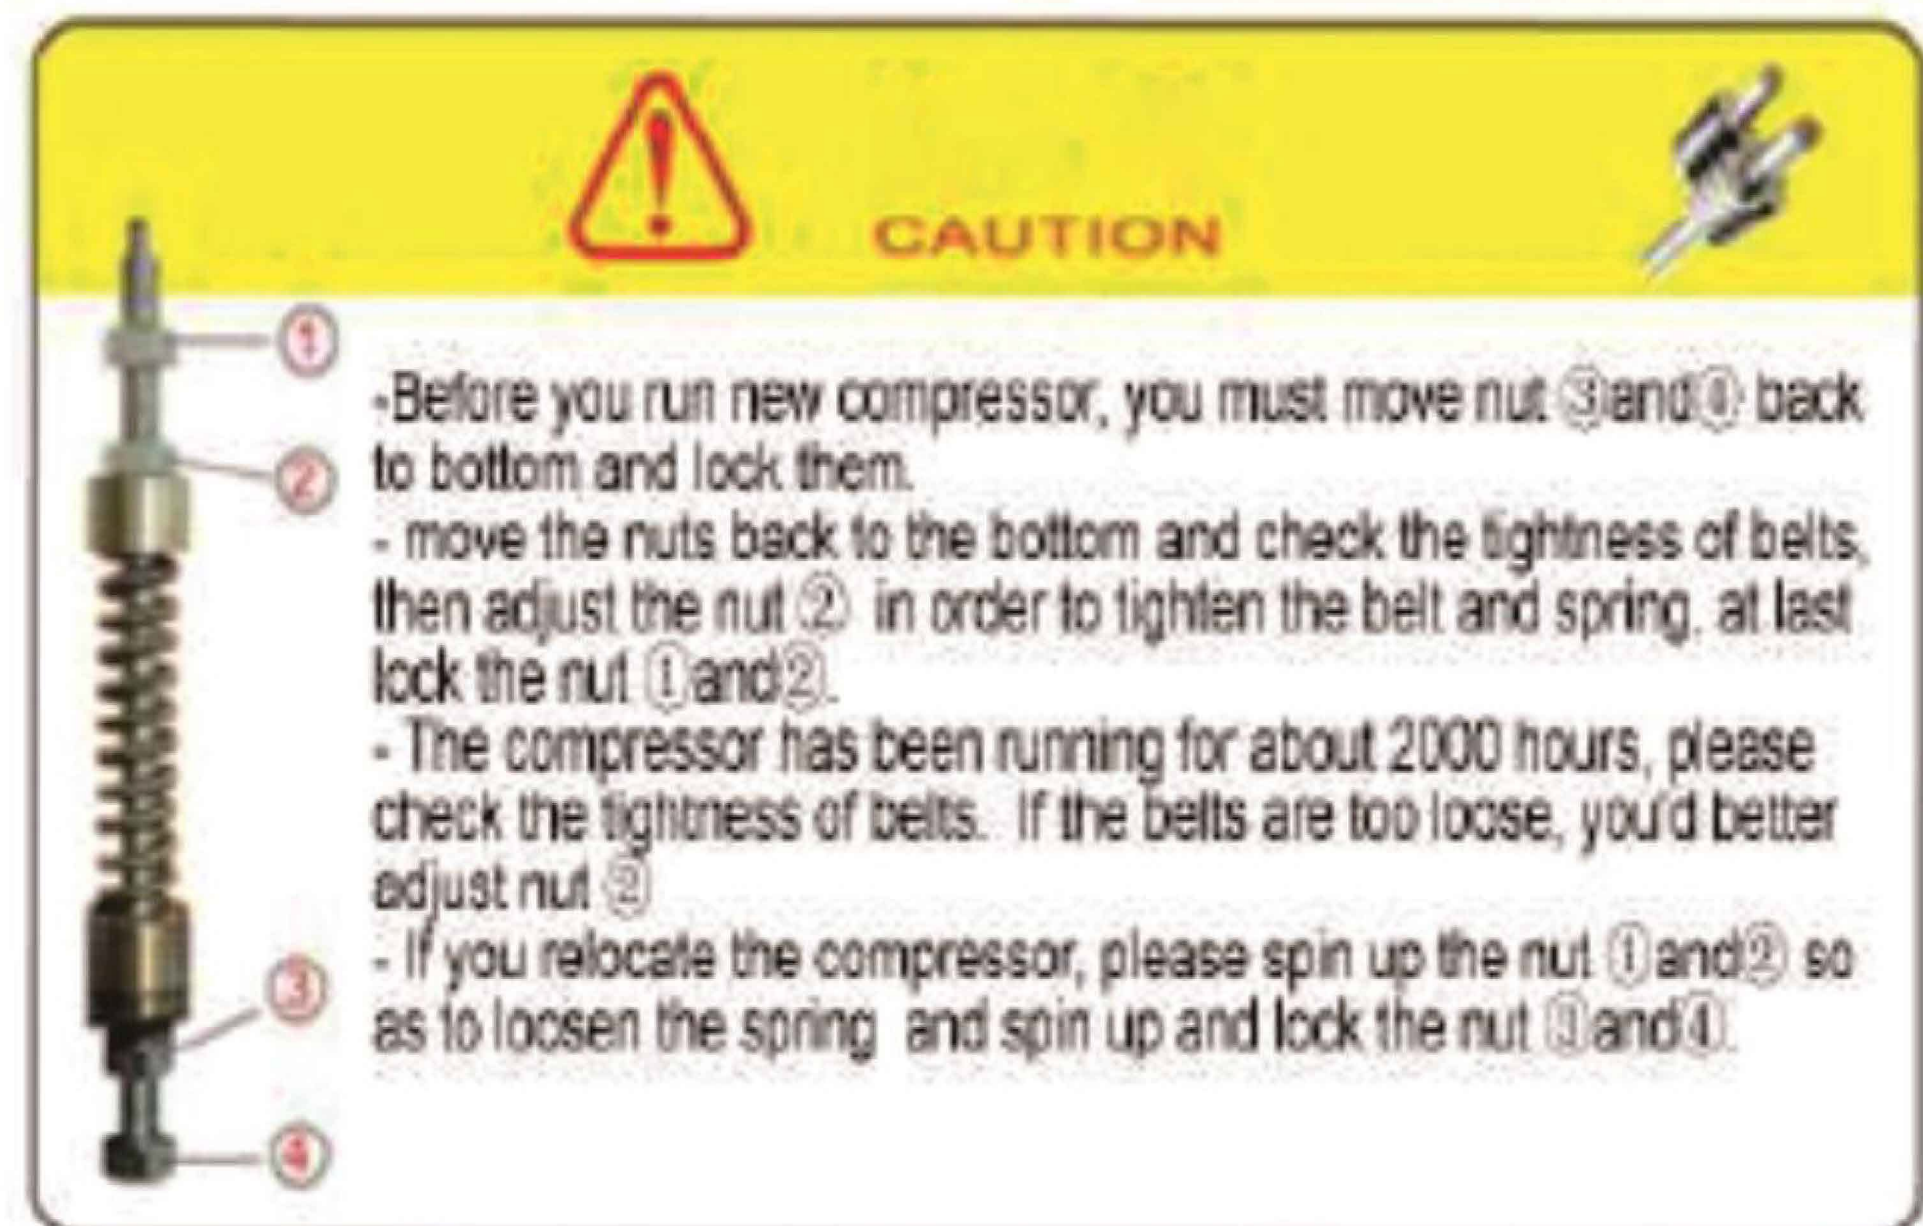 CAUTION
①
②
③
④
-Before you run new compressor, you must move nut ③and④ back
to bottom and lock them.
- move the nuts back to the bottom and check the tightness of belts,
then adjust the nut ② in order to tighten the belt and spring, at last
lock the nut ①and②.
- The compressor has been running for about 2000 hours, please
check the tightness of belts. If the belts are too loose, you'd better
adjust nut ②
- If you relocate the compressor, please spin up the nut ①and② so
as to loosen the spring and spin up and lock the nut ③and④.